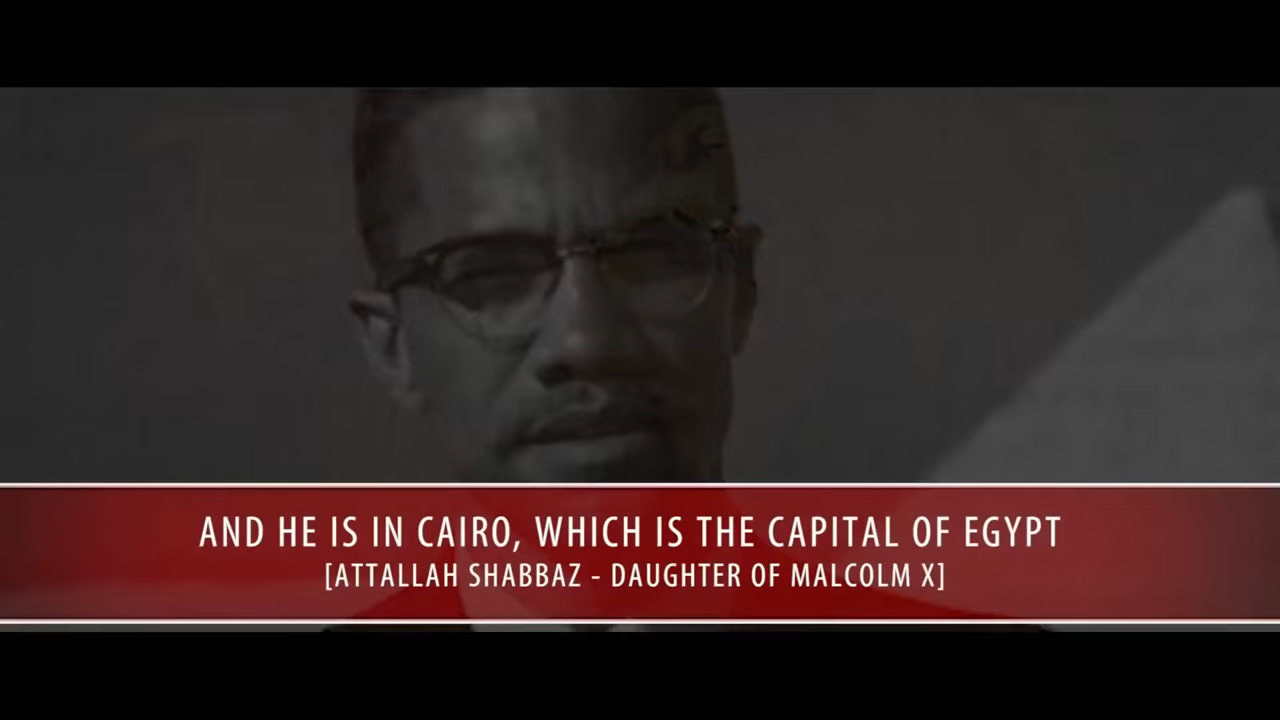 AND HE IS IN CAIRO, WHICH IS THE CAPITAL OF EGYPT
[ATTALLAH SHABBAZ - DAUGHTER OF MALCOLM X]